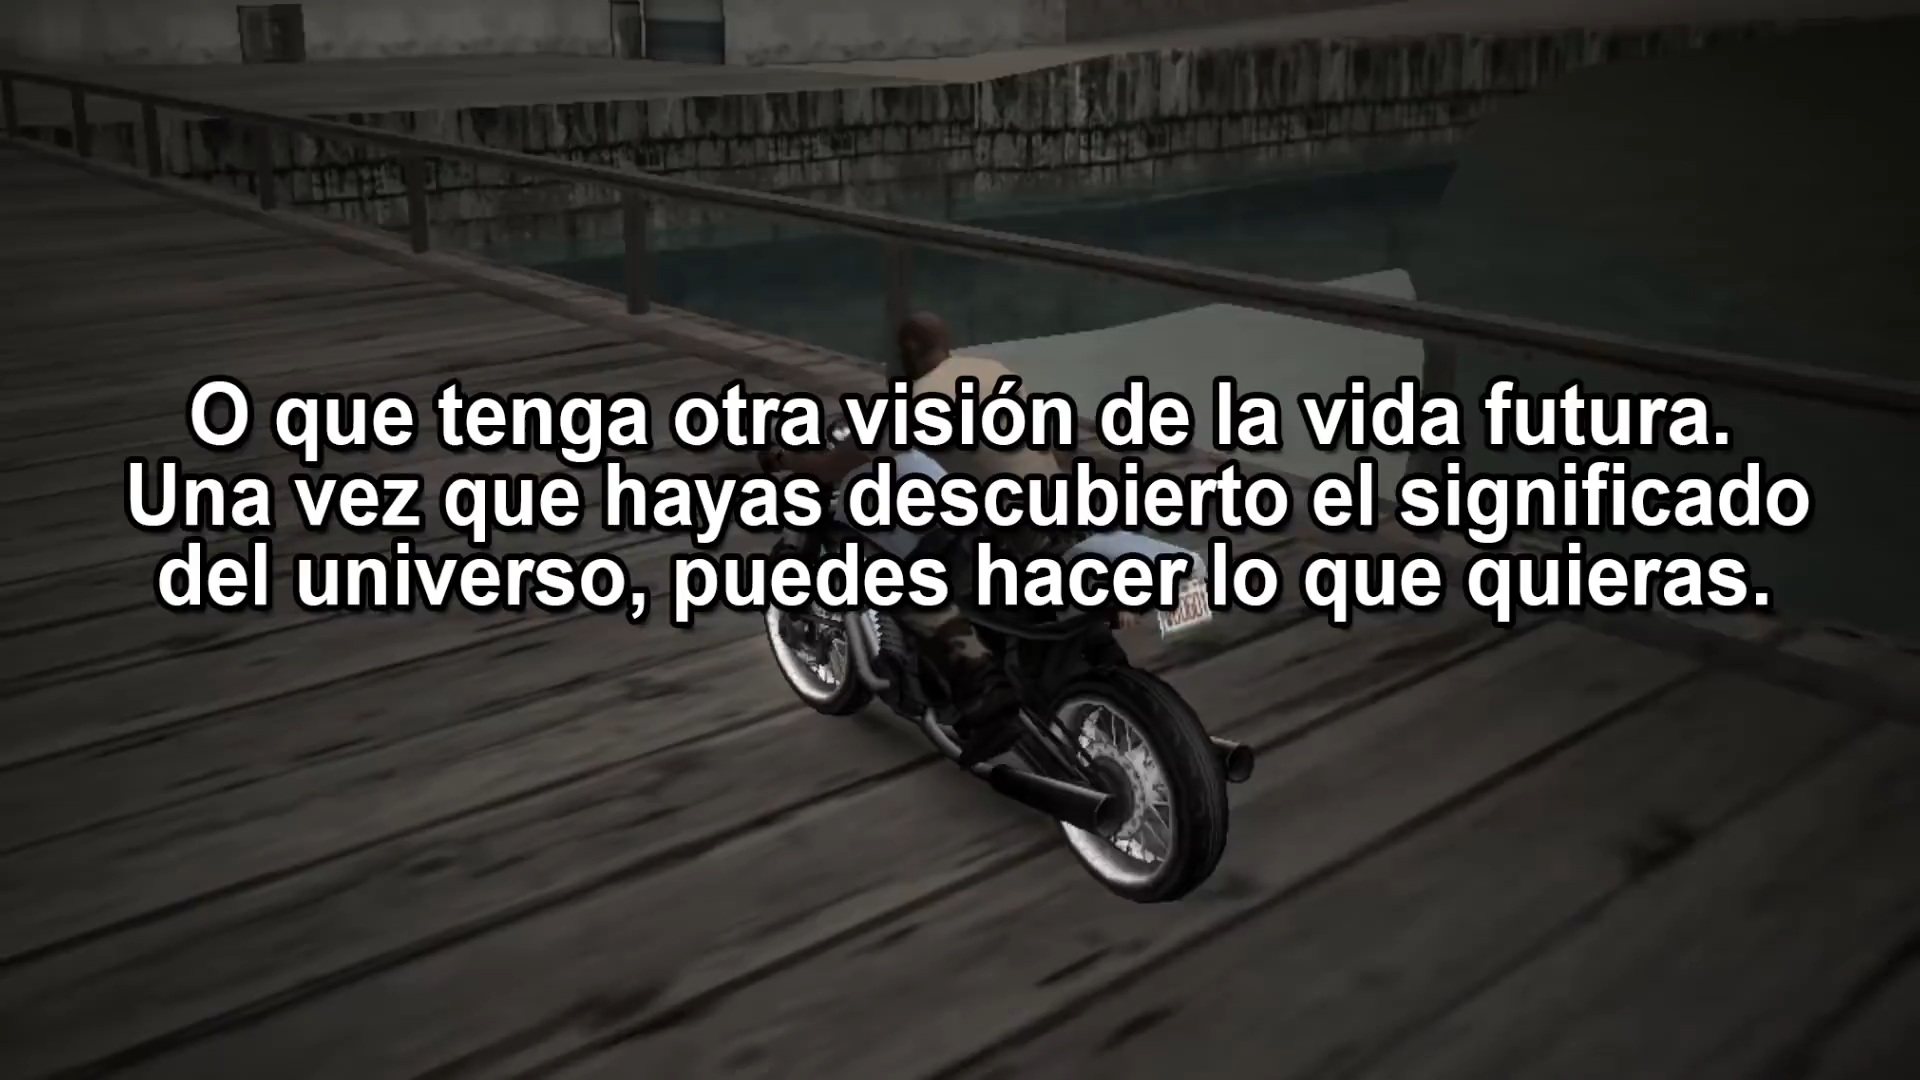 O que tenga otra visión de la vida futura.
Una vez que hayas descubierto el significado
del universo, puedes hacer lo que quieras.